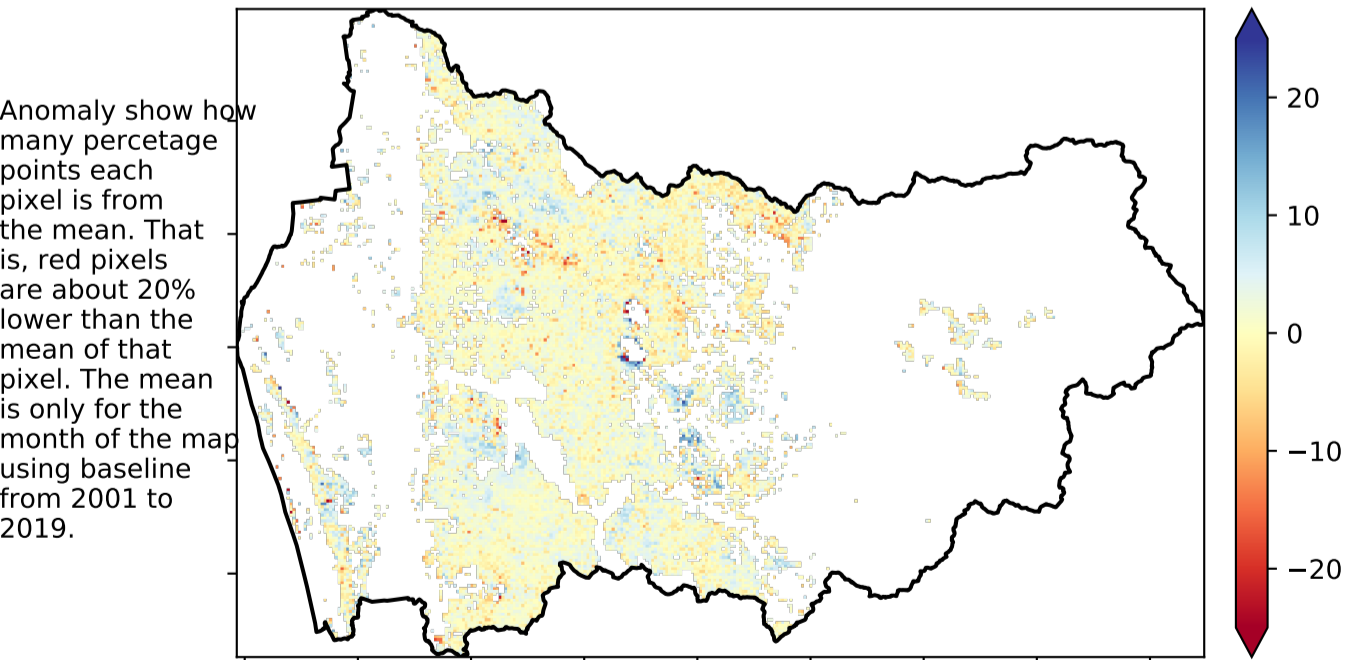 Anomaly show how
many percetage
points each
pixel is from
the mean. That
is, red pixels
are about 20%
lower than the
mean of that
pixel. The mean
is only for the
month of the map
using baseline
from 2001 to
2019.
20
10
0
−10
−20